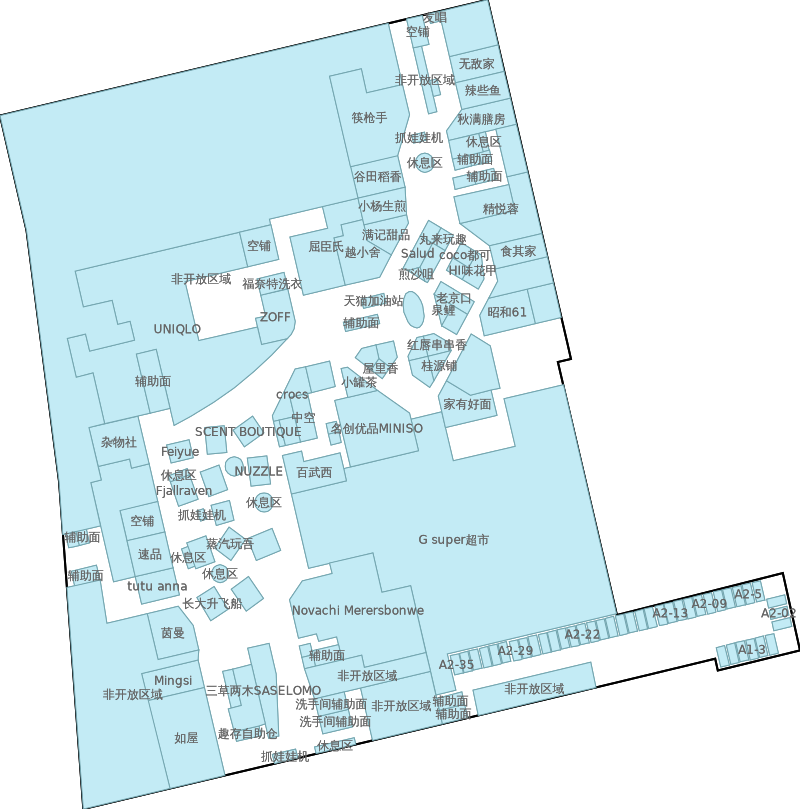 友唱
空铺
无敌家
非开放区域
辣些鱼
筷枪手
秋满膳房
抓娃娃机
休息区
休息区
辅助面
谷田稻香
辅助面
小杨生煎
精悦蓉
满记甜品
丸来玩趣
空铺
屈臣氏
越小舍
Salud
coco都可
食其家
煎沙咀
HI味花甲
非开放区域
福奈特洗衣
天猫加油站
老京口
泉鲤
昭和61
ZOFF
辅助面
UNIQLO
红唇串串香
屋里香
桂源铺
辅助面
小罐茶
crocs
家有好面
中空
SCENT BOUTIQUE
名创优品MINISO
杂物社
Feiyue
休息区
NUZZLE
百武西
Fjallraven
休息区
空铺
抓娃娃机
辅助面
蒸汽玩吾
G super超市
速品
休息区
辅助面
休息区
tutu anna
长大升飞船
Novachi Merersbonwe
A2-5
A2-09
A2-13
A2-02
茵曼
A2-22
A2-29
A1-3
辅助面
A2-35
Mingsi
非开放区域
非开放区域
三草两木SASELOMO
非开放区域
洗手间辅助面
非开放区域
辅助面
辅助面
洗手间辅助面
如屋
趣存自助仓
休息区
抓娃娃机